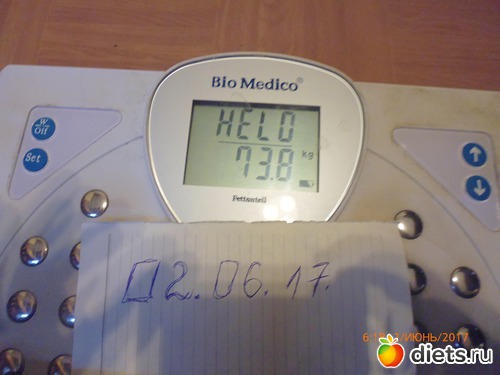 Bio Medico®
W/Off
Set
HELO
73.8 kg
Fettanteil
02.06.17.
ИЮНЬ/2017
diets.ru